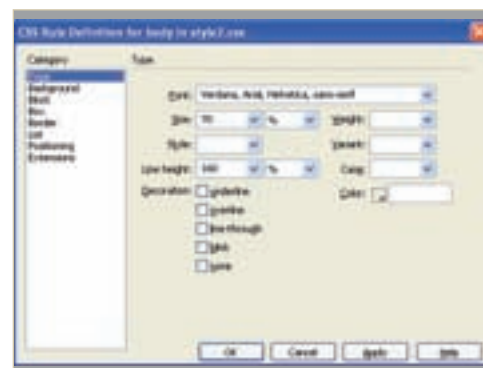 CSS Rule Definition for body in style2.css
Category
Type
Type
Background
Block
Box
Border
List
Positioning
Extensions
Font: Verdana, Arial, Helvetica, sans-serif
Size: 70 % Weight:
Style: Variant:
Line height: % Case:
Decoration: underline Color:
overline
line-through
blink
none
OK Cancel Apply Help